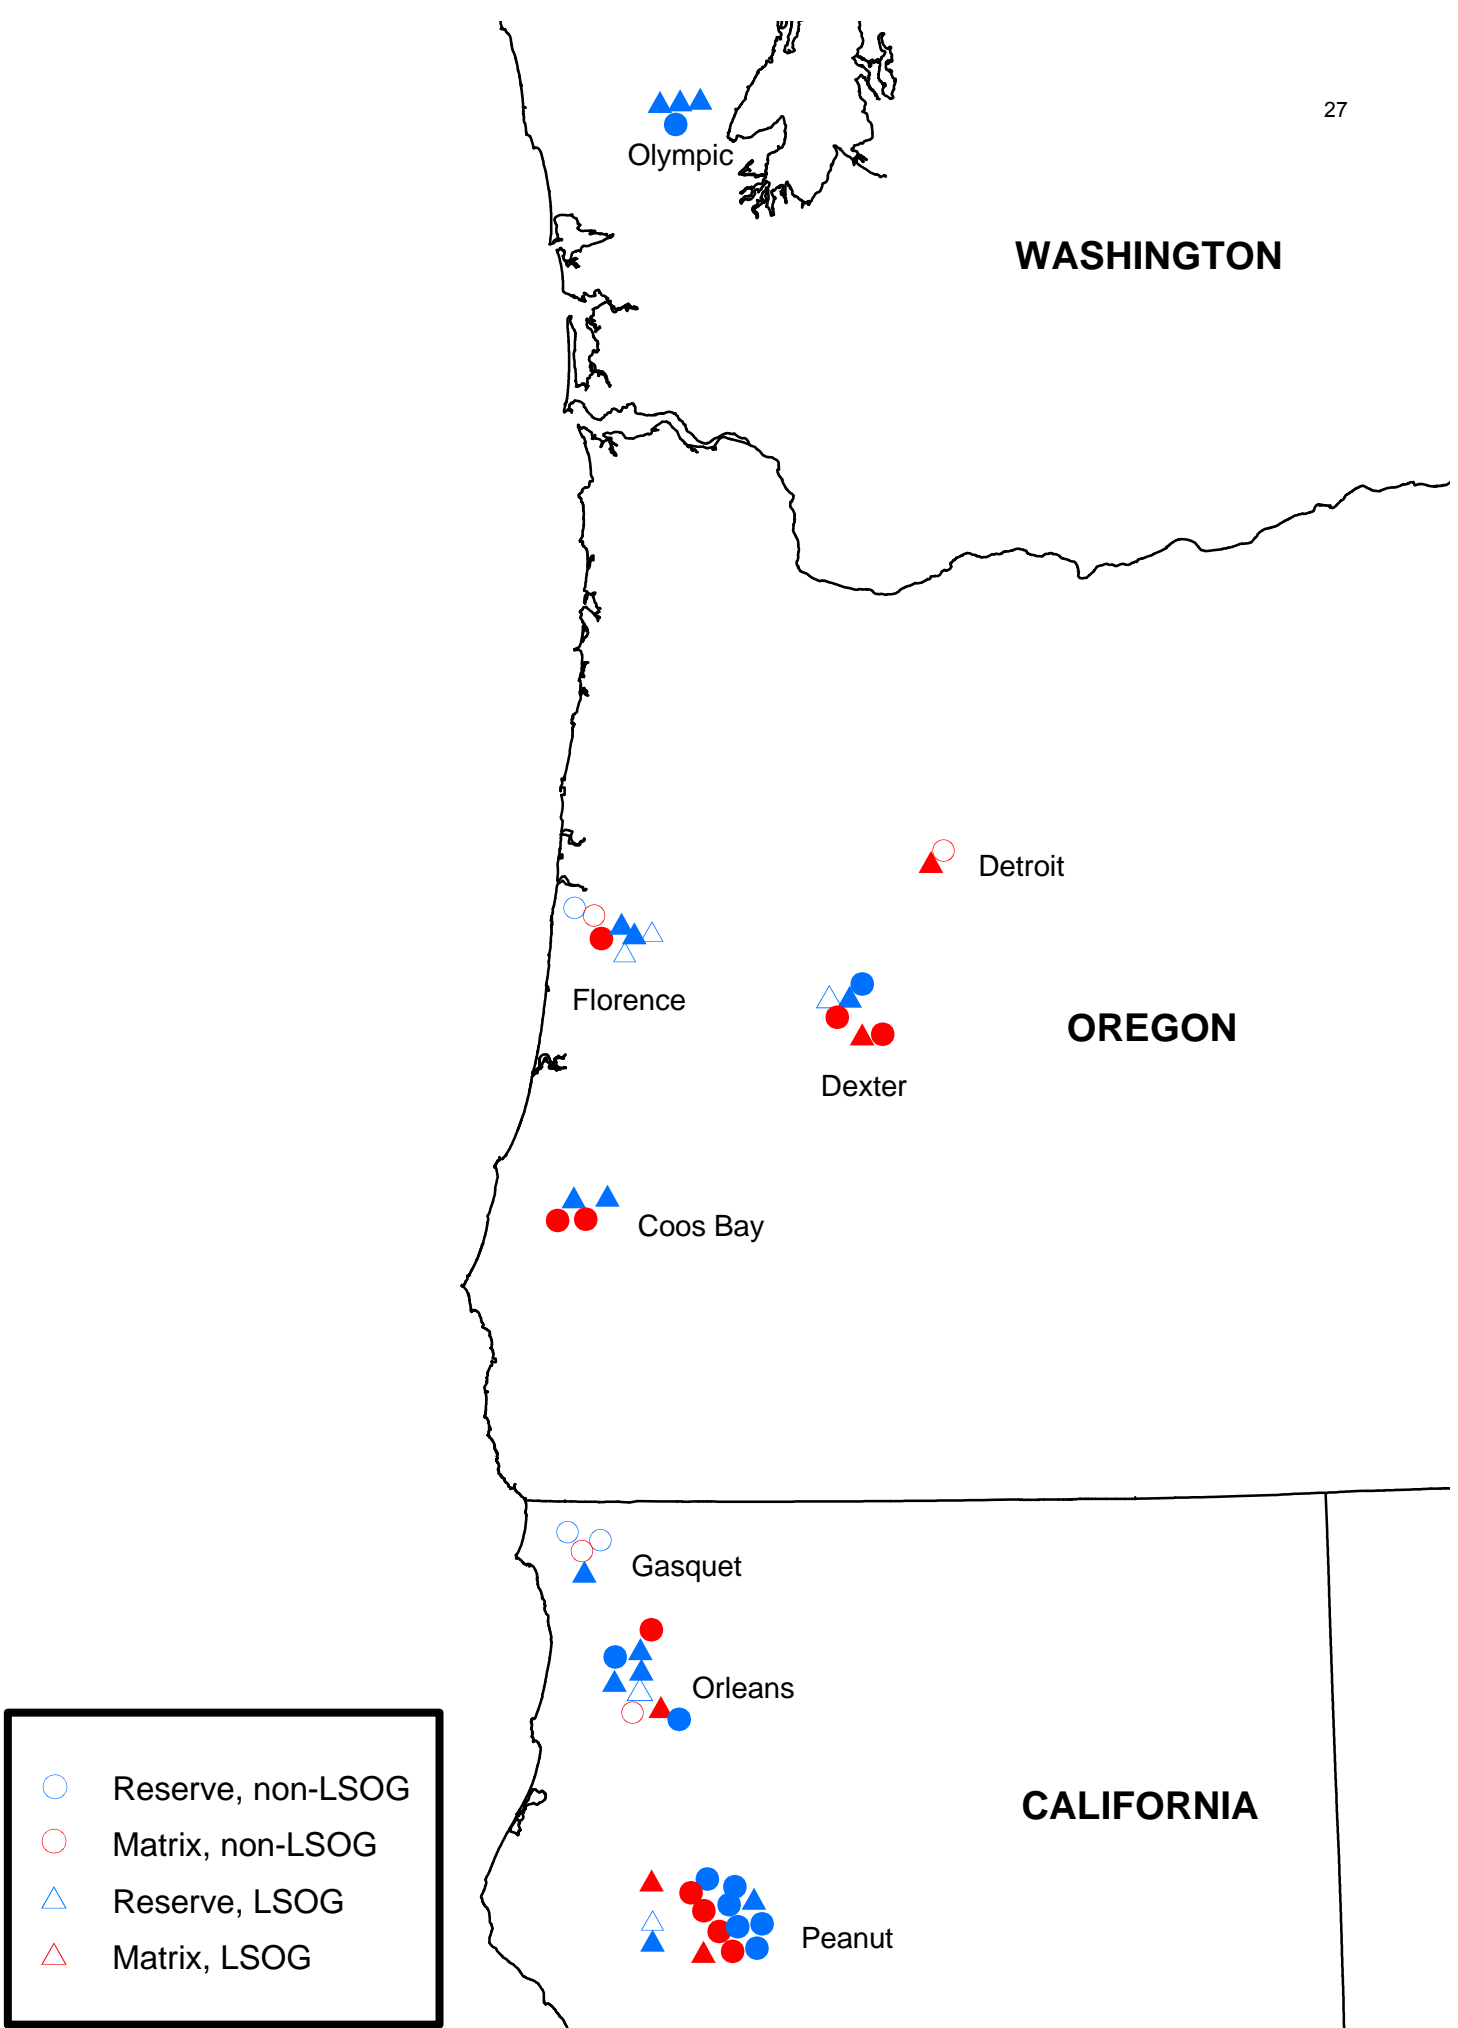 27
Olympic
WASHINGTON
Detroit
Florence
OREGON
Dexter
Coos Bay
Gasquet
Orleans
Reserve, non-LSOG
Matrix, non-LSOG
Reserve, LSOG
Matrix, LSOG
CALIFORNIA
Peanut